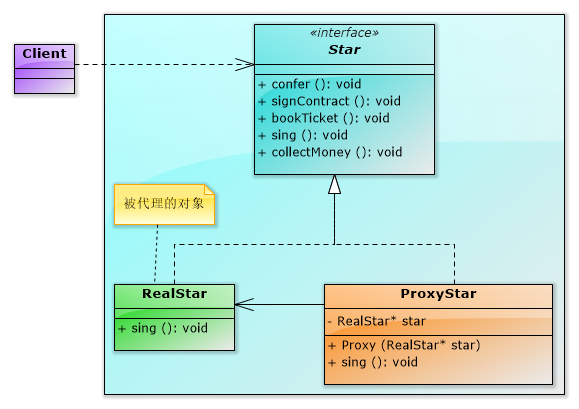 Client
«interface»
Star
+ confer (): void
+ signContract (): void
+ bookTicket (): void
+ sing (): void
+ collectMoney (): void
被代理的对象
RealStar
+ sing (): void
ProxyStar
- RealStar* star
+ Proxy (RealStar* star)
+ sing (): void